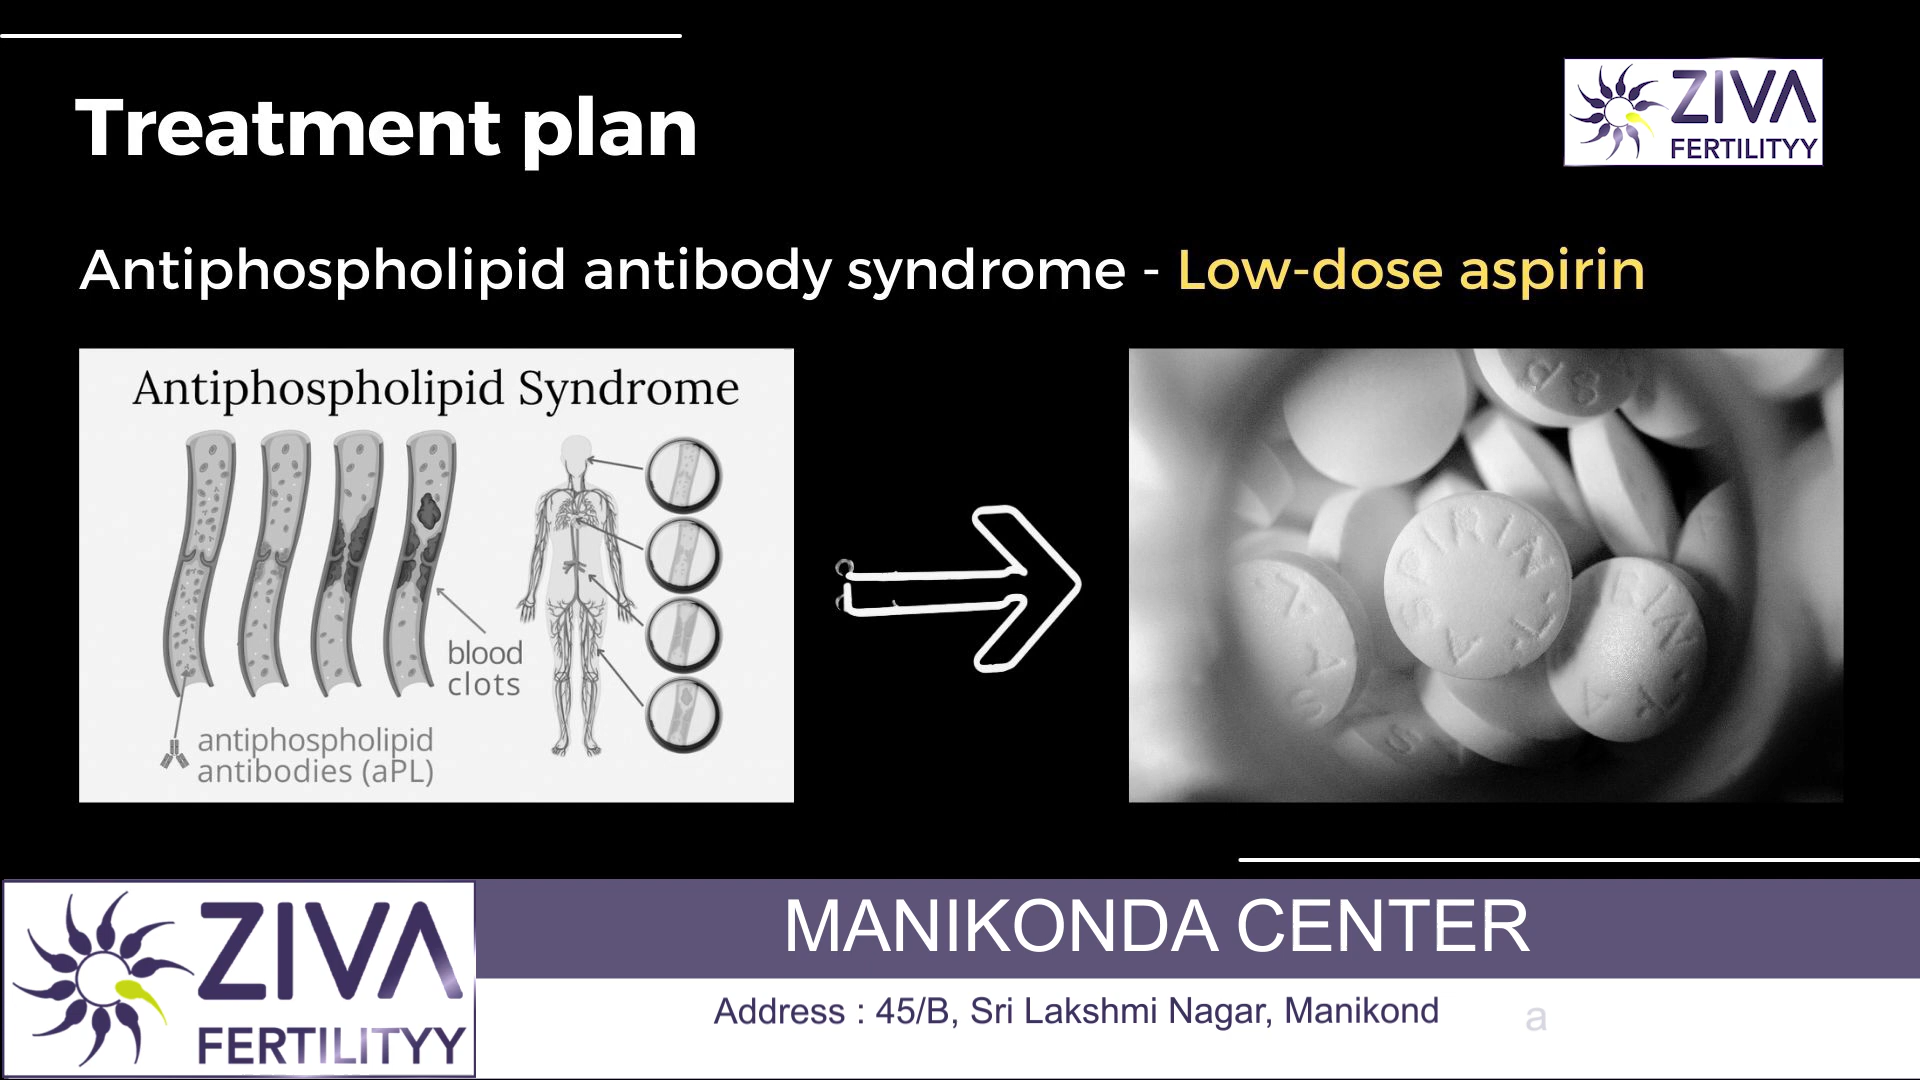 Treatment plan
ZIVA
FERTILITYY
Antiphospholipid antibody syndrome - Low-dose aspirin
Antiphospholipid Syndrome
blood
clots
antiphospholipid
antibodies (aPL)
ASPIRIN
ZIVA
FERTILITYY
MANIKONDA CENTER
Address : 45/B, Sri Lakshmi Nagar, Manikond a